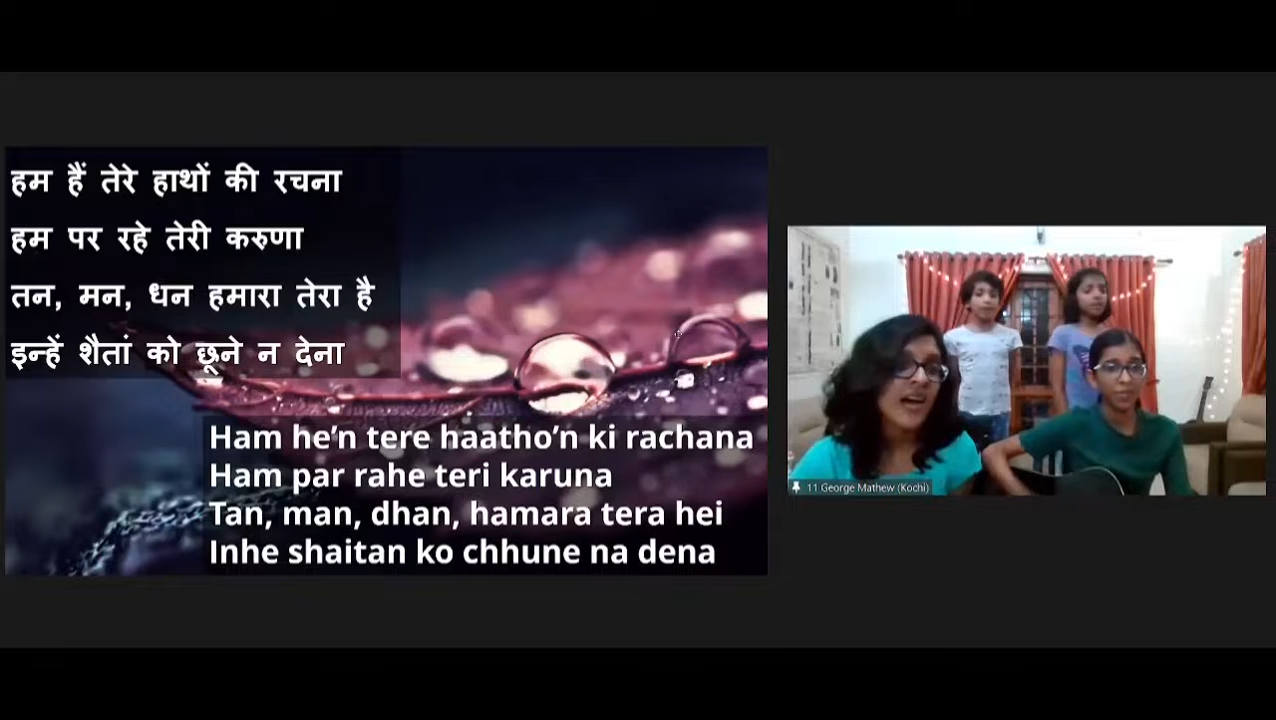 हम हैं तेरे हाथों की रचना
हम पर रहे तेरी करुणा
तन, मन, धन हमारा तेरा है
इन्हें शैतां को छूने न देना
Ham he’n tere haatho’n ki rachana
Ham par rahe teri karuna
Tan, man, dhan, hamara tera hei
Inhe shaitan ko chhune na dena
11 George Mathew (Kochi)